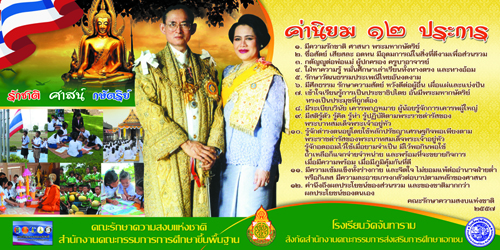 ค่านิยม ๑๒ ประการ
รักชาติ ศาสน์ กษัตริย์
๑. มีความรักชาติ ศาสนา พระมหากษัตริย์
๒. ซื่อสัตย์ เสียสละ อดทน มีอุดมการณ์ในสิ่งที่ดีงามเพื่อส่วนรวม
๓. กตัญญูต่อพ่อแม่ ผู้ปกครอง ครูบาอาจารย์
๔. ใฝ่หาความรู้ หมั่นศึกษาเล่าเรียนทั้งทางตรง และทางอ้อม
๕. รักษาวัฒนธรรมประเพณีไทยอันงดงาม
๖. มีศีลธรรม รักษาความสัตย์ หวังดีต่อผู้อื่น เผื่อแผ่และแบ่งปัน
๗. เข้าใจเรียนรู้การเป็นประชาธิปไตย อันมีพระมหากษัตริย์
ทรงเป็นประมุขที่ถูกต้อง
๘. มีระเบียบวินัย เคารพกฎหมาย ผู้น้อยรู้จักการเคารพผู้ใหญ่
๙. มีสติรู้ตัว รู้คิด รู้ทำ รู้ปฏิบัติตามพระราชดำรัสของ
พระบาทสมเด็จพระเจ้าอยู่หัว
๑๐. รู้จักดำรงตนอยู่โดยใช้หลักปรัชญาเศรษฐกิจพอเพียงตาม
พระราชดำรัสของพระบาทสมเด็จพระเจ้าอยู่หัว
รู้จักอดออมไว้ใช้เมื่อยามจำเป็น มีไว้พอกินพอใช้
ถ้าเหลือก็แจกจ่ายจำหน่าย และพร้อมที่จะขยายกิจการ
เมื่อมีความพร้อม เมื่อมีภูมิคุ้มกันที่ดี
๑๑. มีความเข้มแข็งทั้งร่างกาย และจิตใจ ไม่ยอมแพ้ต่ออำนาจฝ่ายต่ำ
หรือกิเลส มีความละอายเกรงกลัวต่อบาปตามหลักของศาสนา
๑๒. คำนึงถึงผลประโยชน์ของส่วนรวม และของชาติมากกว่า
ผลประโยชน์ของตนเอง
คณะรักษาความสงบแห่งชาติ
๒๕๕๗
คณะรักษาความสงบแห่งชาติ
สำนักงานคณะกรรมการการศึกษาขั้นพื้นฐาน
โรงเรียนวัดจันทาราม
สังกัดสำนักงานคณะกรรมการส่งเสริมการศึกษาเอกชน